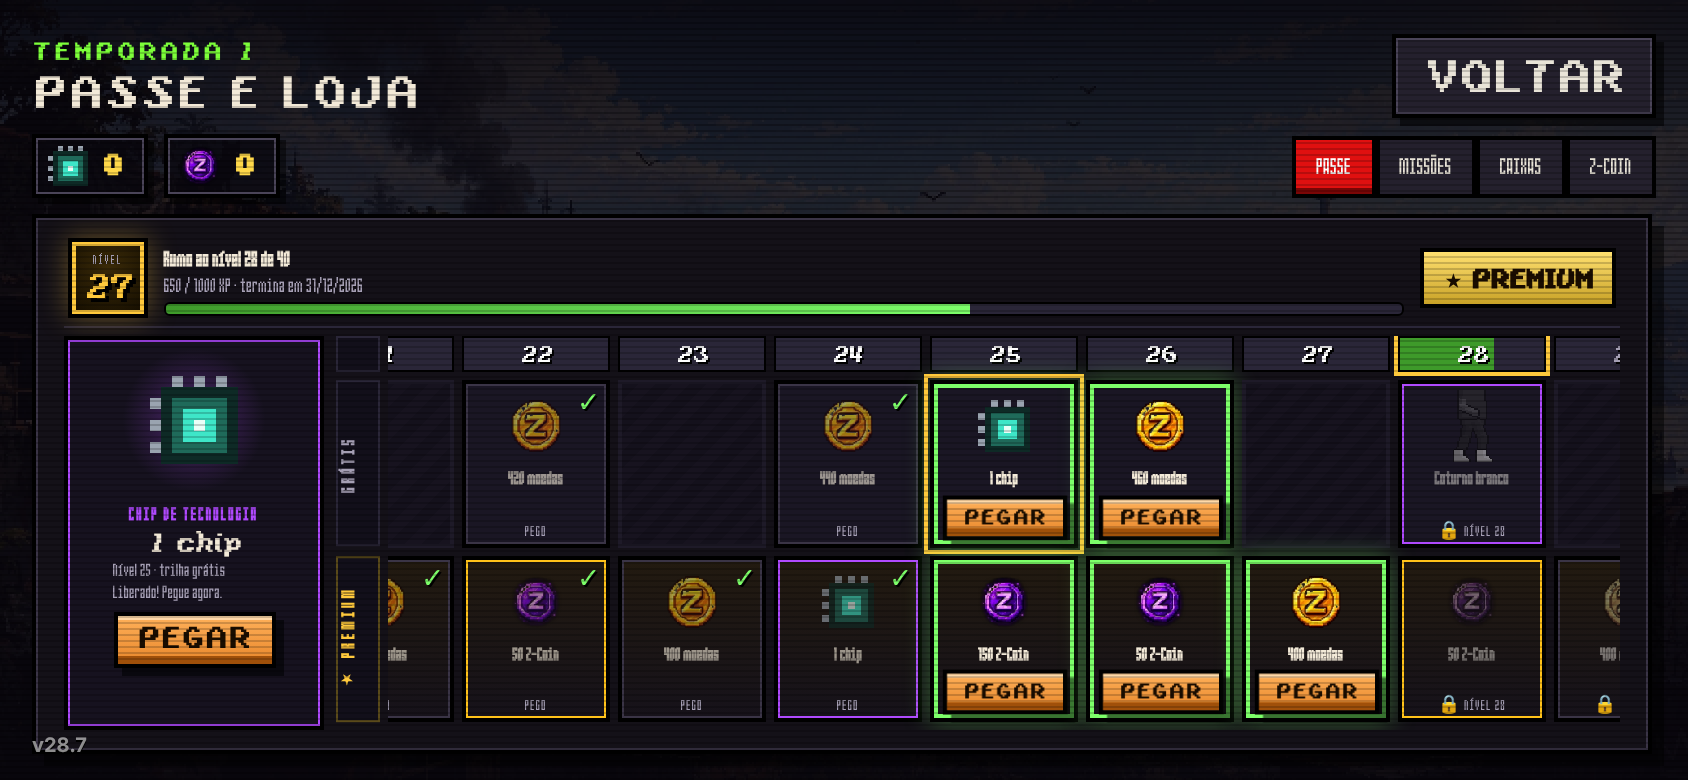 TEMPORADA 1
PASSE E LOJA
VOLTAR
0
0
PASSE
MISSÕES
CAIXAS
Z-COIN
NÍVEL
27
Rumo ao nível 28 de 40
650 / 1000 XP · termina em 31/12/2026
★ PREMIUM
22
23
24
25
26
27
28
GRÁTIS
420 moedas
PEGO
440 moedas
PEGO
1 chip
PEGAR
460 moedas
PEGAR
Coturno branco
NÍVEL 28
CHIP DE TECNOLOGIA
1 chip
Nível 25 · trilha grátis
Liberado! Pegue agora.
PEGAR
★ PREMIUM
50 Z-Coin
PEGO
400 moedas
PEGO
1 chip
PEGO
150 Z-Coin
PEGAR
50 Z-Coin
PEGAR
400 moedas
PEGAR
50 Z-Coin
NÍVEL 28
400
v28.7